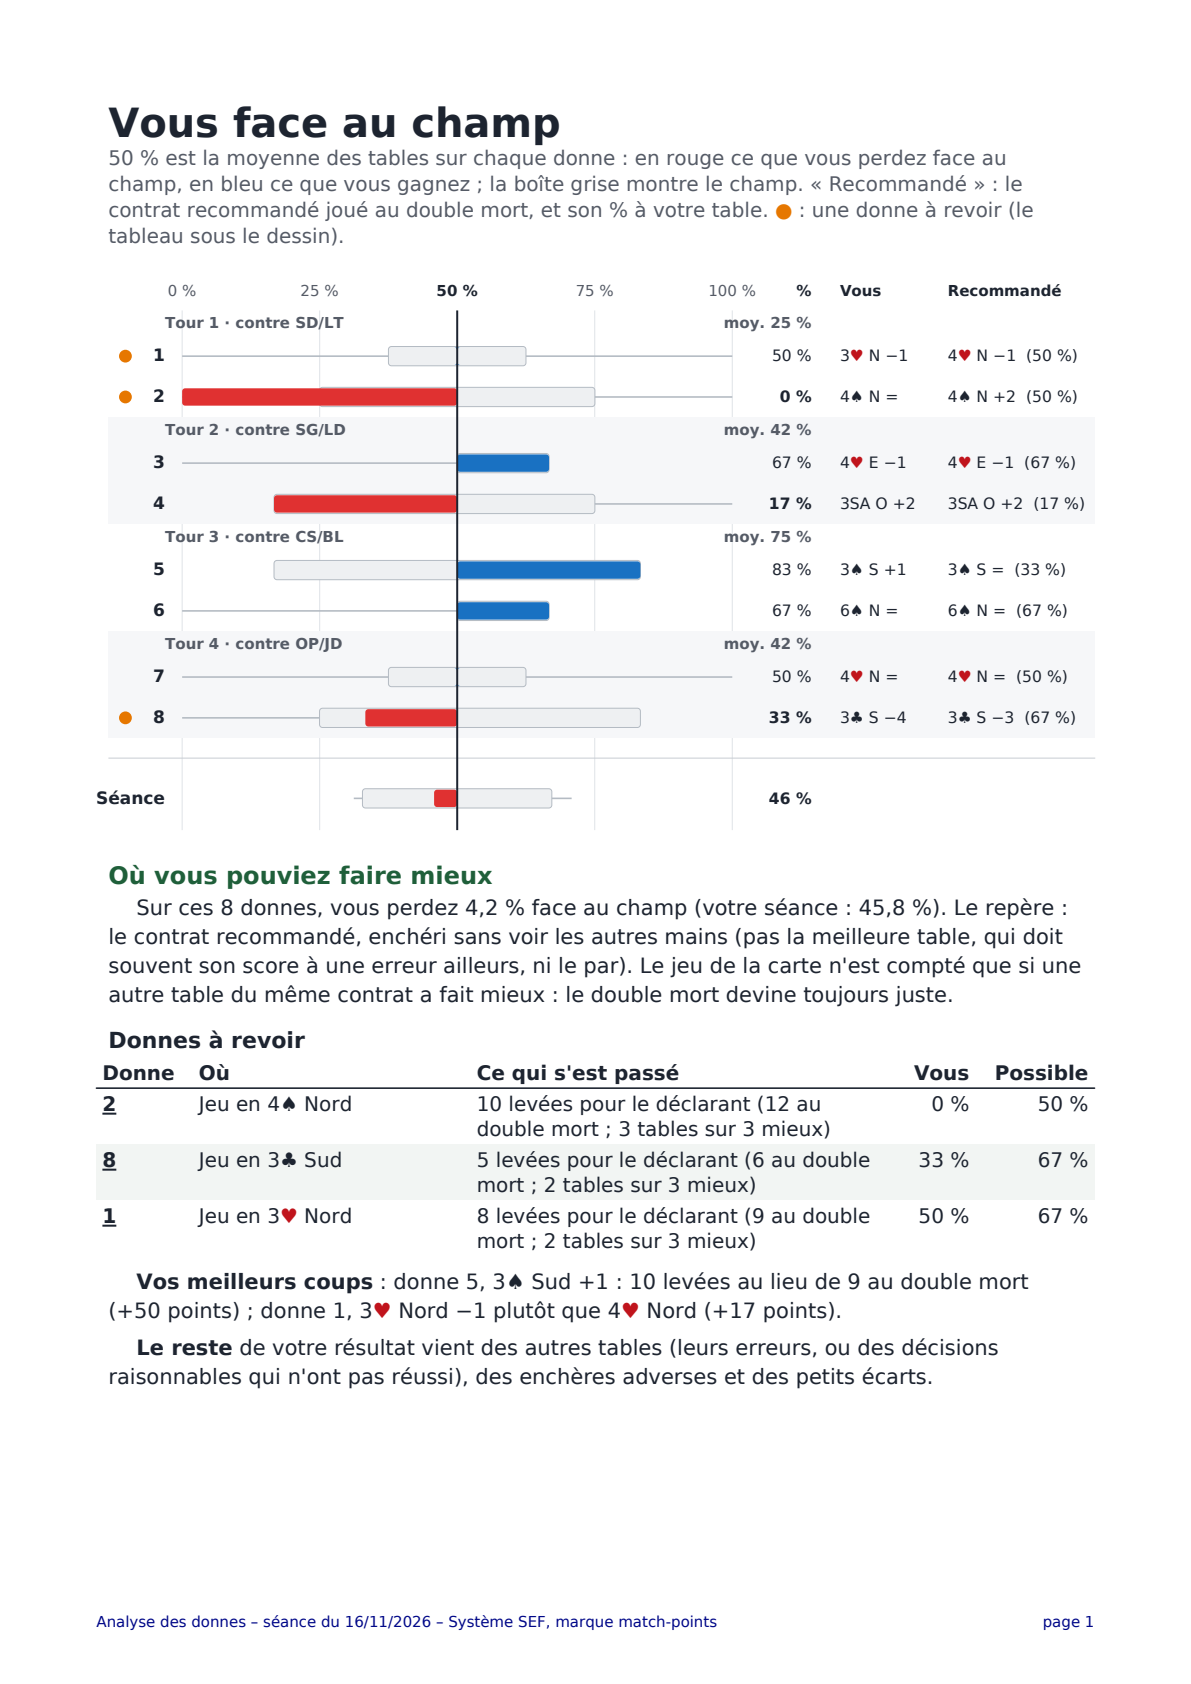 Vous face au champ
50 % est la moyenne des tables sur chaque donne : en rouge ce que vous perdez face au
champ, en bleu ce que vous gagnez ; la boîte grise montre le champ. « Recommandé » : le
contrat recommandé joué au double mort, et son % à votre table. ● : une donne à revoir (le
tableau sous le dessin).
0 % 25 % 50 % 75 % 100 % % Vous Recommandé
Tour 1 · contre SD/LT moy. 25 %
1 50 % 3♥ N −1 4♥ N −1 (50 %)
2 0 % 4♠ N = 4♠ N +2 (50 %)
Tour 2 · contre SG/LD moy. 42 %
3 67 % 4♥ E −1 4♥ E −1 (67 %)
4 17 % 3SA O +2 3SA O +2 (17 %)
Tour 3 · contre CS/BL moy. 75 %
5 83 % 3♠ S +1 3♠ S = (33 %)
6 67 % 6♠ N = 6♠ N = (67 %)
Tour 4 · contre OP/JD moy. 42 %
7 50 % 4♥ N = 4♥ N = (50 %)
8 33 % 3♣ S −4 3♣ S −3 (67 %)
Séance 46 %
Où vous pouviez faire mieux
Sur ces 8 donnes, vous perdez 4,2 % face au champ (votre séance : 45,8 %). Le repère :
le contrat recommandé, enchéri sans voir les autres mains (pas la meilleure table, qui doit
souvent son score à une erreur ailleurs, ni le par). Le jeu de la carte n'est compté que si une
autre table du même contrat a fait mieux : le double mort devine toujours juste.
Donnes à revoir
Donne Où Ce qui s'est passé Vous Possible
2 Jeu en 4♠ Nord 10 levées pour le déclarant (12 au 0 % 50 %
double mort ; 3 tables sur 3 mieux)
8 Jeu en 3♣ Sud 5 levées pour le déclarant (6 au double 33 % 67 %
mort ; 2 tables sur 3 mieux)
1 Jeu en 3♥ Nord 8 levées pour le déclarant (9 au double 50 % 67 %
mort ; 2 tables sur 3 mieux)
Vos meilleurs coups : donne 5, 3♠ Sud +1 : 10 levées au lieu de 9 au double mort
(+50 points) ; donne 1, 3♥ Nord −1 plutôt que 4♥ Nord (+17 points).
Le reste de votre résultat vient des autres tables (leurs erreurs, ou des décisions
raisonnables qui n'ont pas réussi), des enchères adverses et des petits écarts.
Analyse des donnes – séance du 16/11/2026 – Système SEF, marque match-points page 1